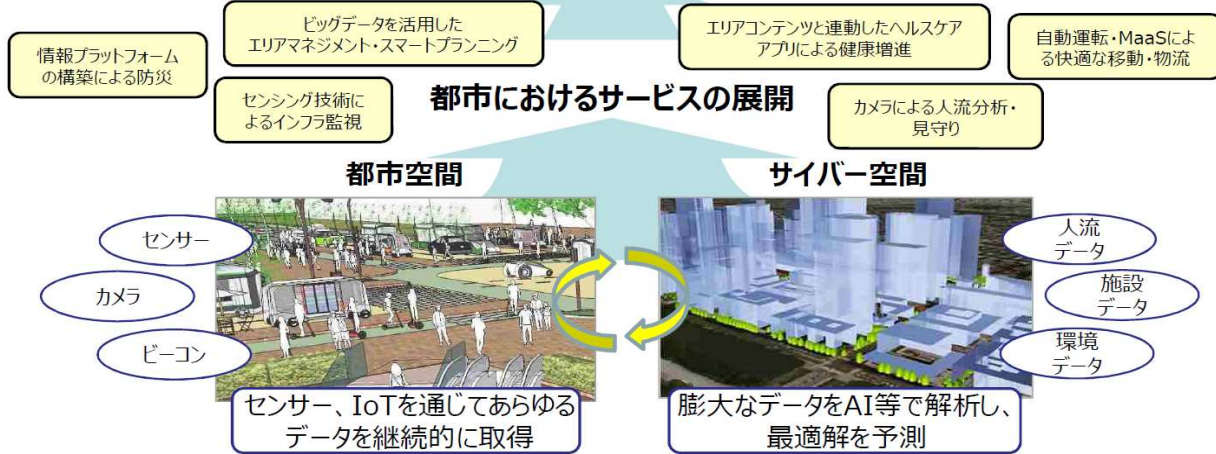 ビッグデータを活用した
エリアマネジメント・スマートプランニング
エリアコンテンツと連動したヘルスケア
アプリによる健康増進
情報プラットフォーム
の構築による防災
自動運転・MaaSによ
る快適な移動・物流
センシング技術に
よるインフラ監視
都市におけるサービスの展開
カメラによる人流分析・
見守り
都市空間
サイバー空間
センサー
カメラ
ビーコン
人流
データ
施設
データ
環境
データ
センサー、IoTを通じてあらゆる
データを継続的に取得
膨大なデータをAI等で解析し、
最適解を予測